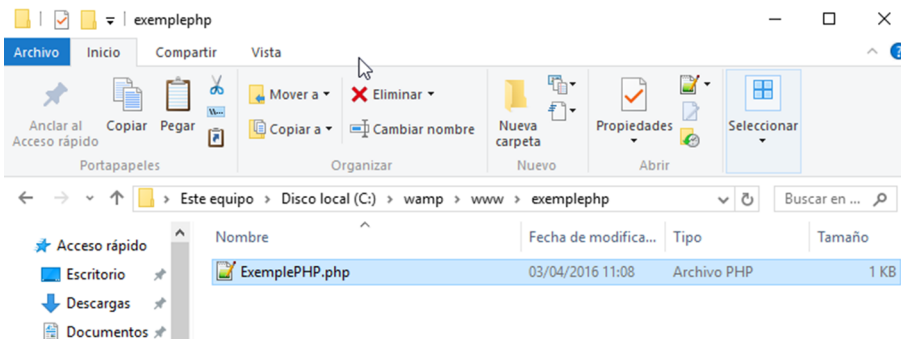 exemplephp
Archivo Inicio Compartir Vista
Anclar al Acceso rápido
Copiar
Pegar
Mover a
Copiar a
Eliminar
Cambiar nombre
Nueva carpeta
Propiedades
Seleccionar
Portapapeles Organizar Nuevo Abrir
Este equipo > Disco local (C:) > wamp > www > exemplephp
Buscar en ...
Acceso rápido
Escritorio
Descargas
Documentos
Nombre Fecha de modifica... Tipo Tamaño
ExemplePHP.php 03/04/2016 11:08 Archivo PHP 1 KB